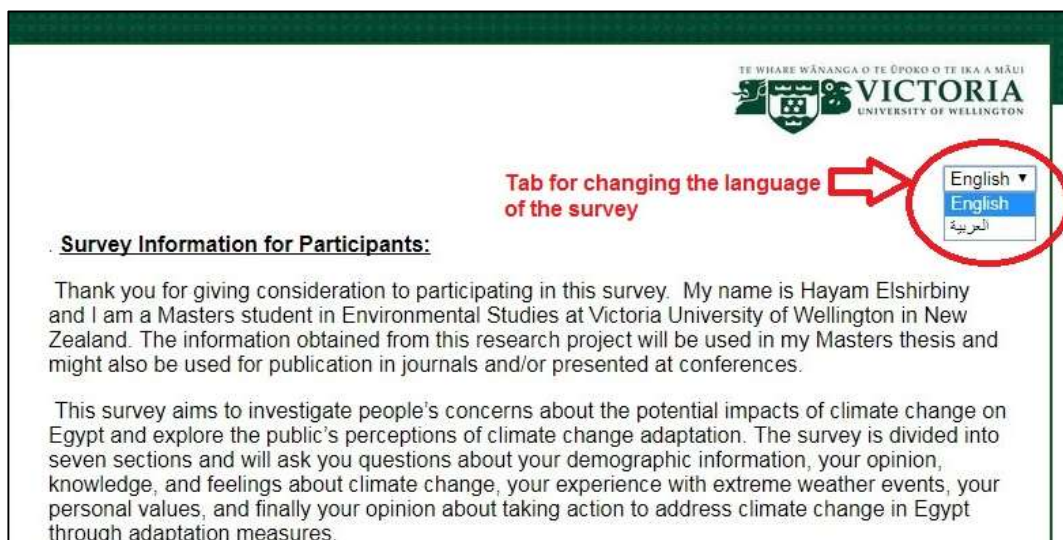 TE WHARE WĀNANGA O TE ŪPOKO O TE IKA A MĀUI
VICTORIA
UNIVERSITY OF WELLINGTON
Tab for changing the language
of the survey
English ▼
English
العربية
. Survey Information for Participants:
Thank you for giving consideration to participating in this survey. My name is Hayam Elshirbiny
and I am a Masters student in Environmental Studies at Victoria University of Wellington in New
Zealand. The information obtained from this research project will be used in my Masters thesis and
might also be used for publication in journals and/or presented at conferences.
This survey aims to investigate people's concerns about the potential impacts of climate change on
Egypt and explore the public's perceptions of climate change adaptation. The survey is divided into
seven sections and will ask you questions about your demographic information, your opinion,
knowledge, and feelings about climate change, your experience with extreme weather events, your
personal values, and finally your opinion about taking action to address climate change in Egypt
through adaptation measures.